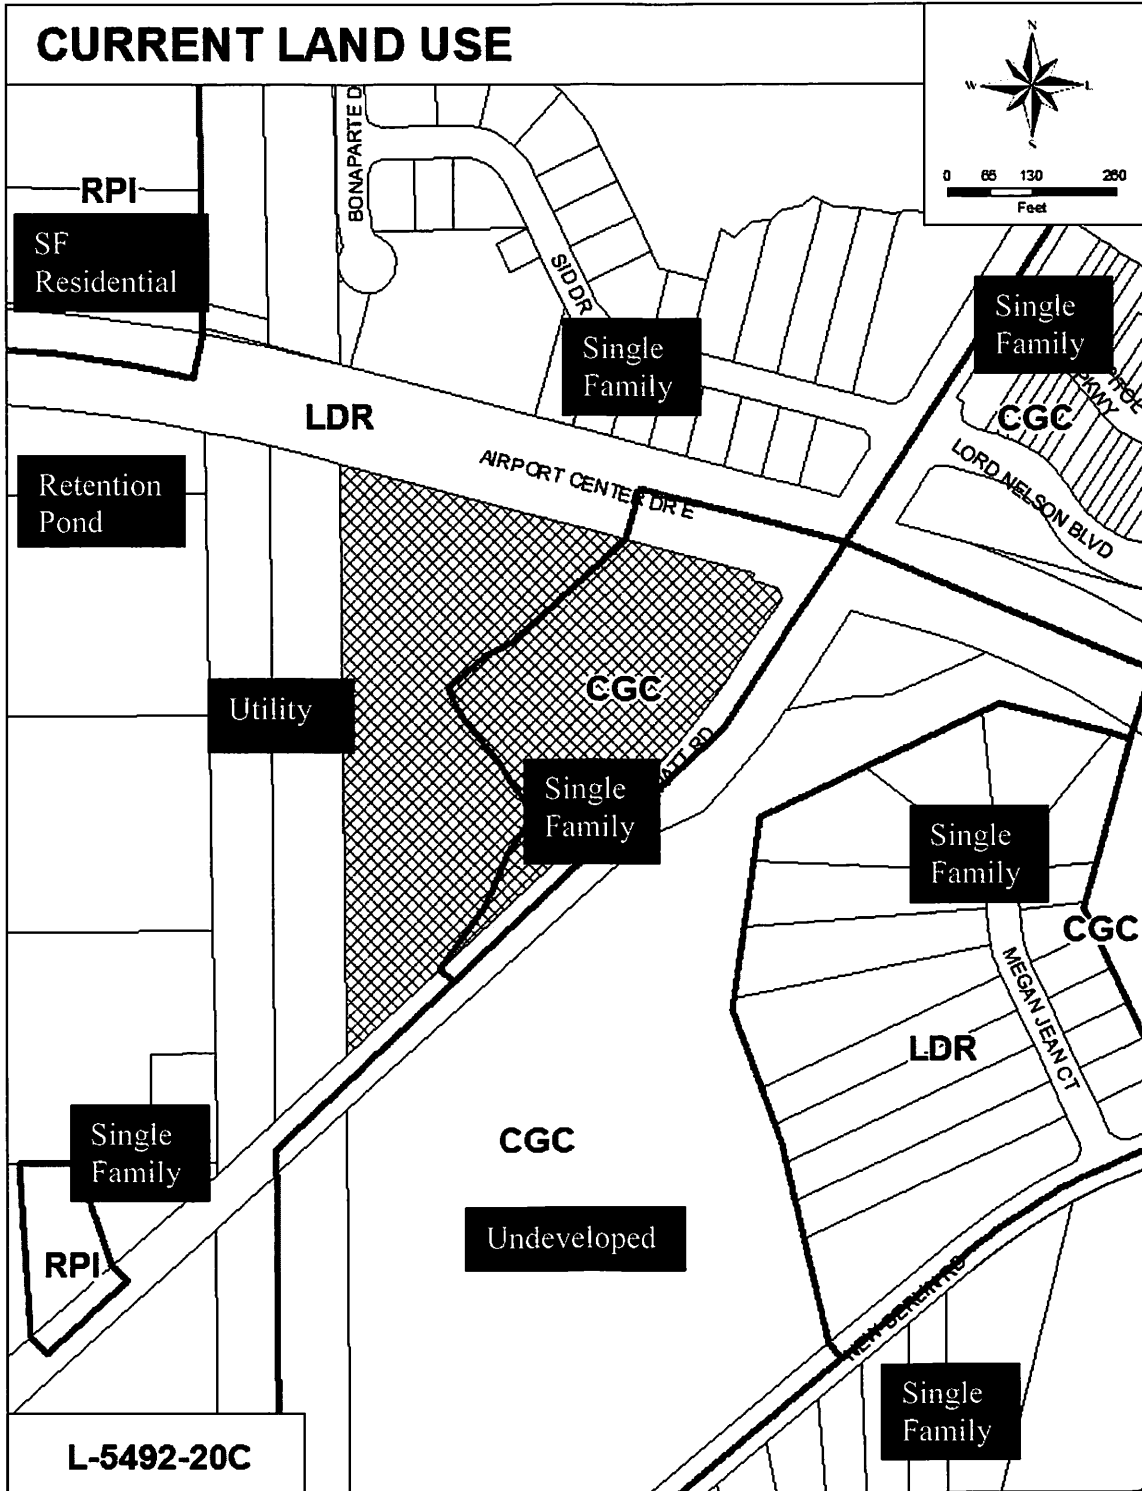 CURRENT LAND USE
N
W
L
S
0 65 130 260
Feet
BONAPARTE D
RPI
SF
Residential
SID DR
Single
Family
Single
Family
PKWY
CGC
LDR
LORD NELSON BLVD
AIRPORT CENTER DR E
Retention
Pond
CGC
Utility
RD
Single
Family
Single
Family
CGC
MEGAN JEAN CT
LDR
Single
Family
CGC
Undeveloped
RPI
NEW BERLIN RD
Single
Family
L-5492-20C